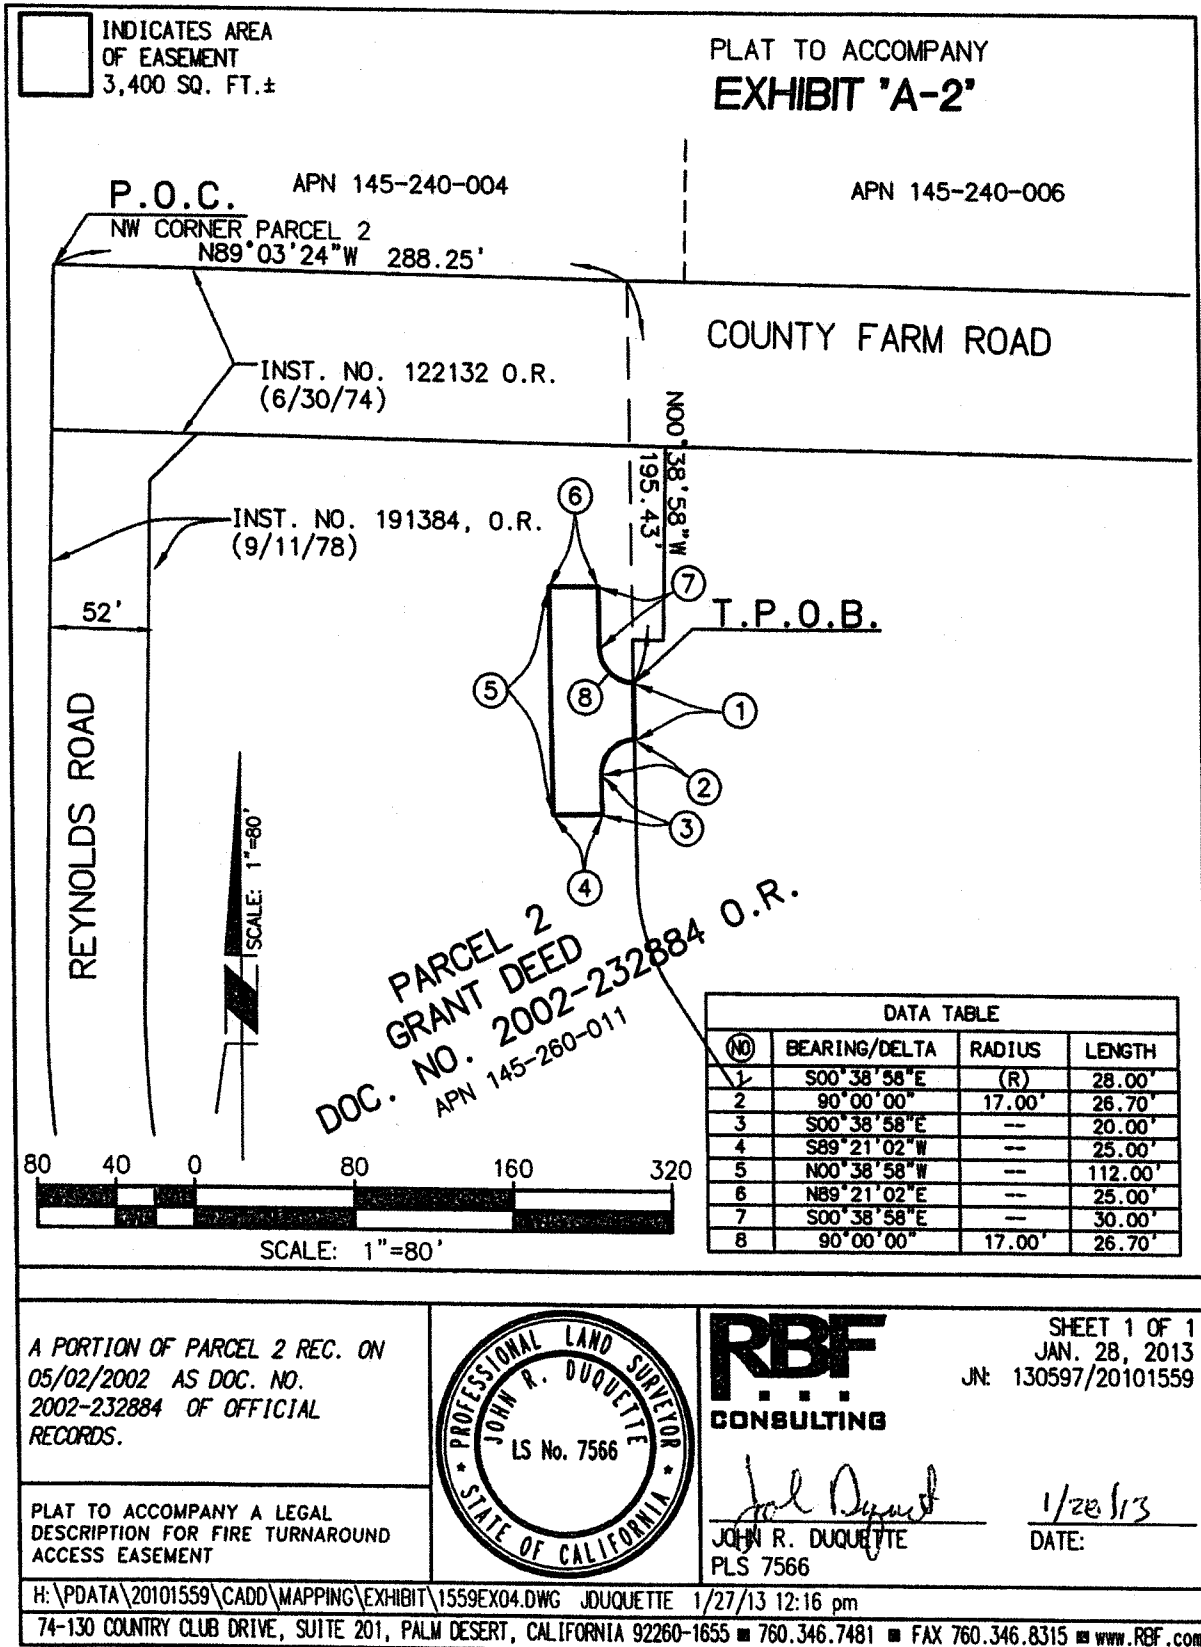 INDICATES AREA
OF EASEMENT
3,400 SQ. FT.±
PLAT TO ACCOMPANY
EXHIBIT "A-2"
P.O.C.
APN 145-240-004
APN 145-240-006
NW CORNER PARCEL 2
N89°03'24"W 288.25'
COUNTY FARM ROAD
INST. NO. 122132 O.R.
(6/30/74)
N00°38'58"W
195.43'
INST. NO. 191384, O.R.
(9/11/78)
52'
REYNOLDS ROAD
6
7
T.P.O.B.
5
8
1
2
3
4
SCALE: 1"=80'
PARCEL 2
GRANT DEED
DOC. NO. 2002-232884 O.R.
APN 145-260-011
DATA TABLE
NO BEARING/DELTA RADIUS LENGTH
1 S00°38'58"E (R) 28.00'
2 90°00'00" 17.00' 26.70'
3 S00°38'58"E -- 20.00'
4 S89°21'02"W -- 25.00'
5 N00°38'58"W -- 112.00'
6 N89°21'02"E -- 25.00'
7 S00°38'58"E -- 30.00'
8 90°00'00" 17.00' 26.70'
80 40 0 80 160 320
SCALE: 1"=80'
A PORTION OF PARCEL 2 REC. ON
05/02/2002 AS DOC. NO.
2002-232884 OF OFFICIAL
RECORDS.
PLAT TO ACCOMPANY A LEGAL
DESCRIPTION FOR FIRE TURNAROUND
ACCESS EASEMENT
PROFESSIONAL LAND SURVEYOR
JOHN R. DUQUETTE
LS No. 7566
* STATE OF CALIFORNIA *
RBF
CONSULTING
SHEET 1 OF 1
JAN. 28, 2013
JN: 130597/20101559
1/28/13
JOHN R. DUQUETTE
PLS 7566
DATE:
H:\PDATA\20101559\CADD\MAPPING\EXHIBIT\1559EX04.DWG JDUQUETTE 1/27/13 12:16 pm
74-130 COUNTRY CLUB DRIVE, SUITE 201, PALM DESERT, CALIFORNIA 92260-1655 ■ 760.346.7481 ■ FAX 760.346.8315 ■ www.RBF.com